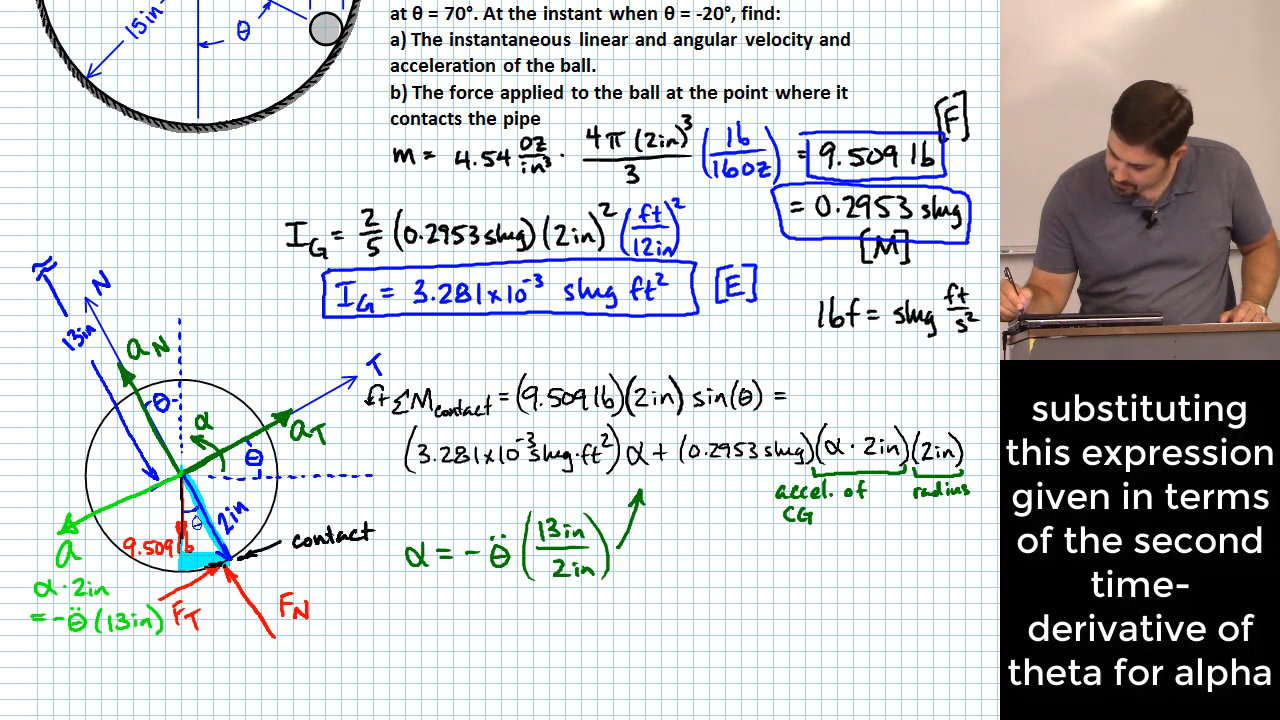 at θ = 70°. At the instant when θ = -20°, find:
a) The instantaneous linear and angular velocity and
acceleration of the ball.
b) The force applied to the ball at the point where it
contacts the pipe
15in
θ
m = 4.54 oz/in³ · 4π(2in)³/3 (1lb/16oz) = 9.509 lb [F]
= 0.2953 slug
[M]
I_G = 2/5 (0.2953 slug)(2in)² (ft/12in)²
I_G = 3.281×10⁻³ slug ft² [E]
lbf = slug ft/s²
N
13in
a_N
T
θ
α
a_T
θ
θ
2in
9.509 lb
contact
a
α·2in
= -θ̈(13in)
F_T
F_N
↺+ ΣM_contact = (9.509 lb)(2in) sin(θ) =
(3.281×10⁻³ slug·ft²) α + (0.2953 slug)(α · 2in)(2in)
accel. of CG
radius
α = -θ̈ (13in/2in)
substituting
this expression
given in terms
of the second
time-
derivative of
theta for alpha